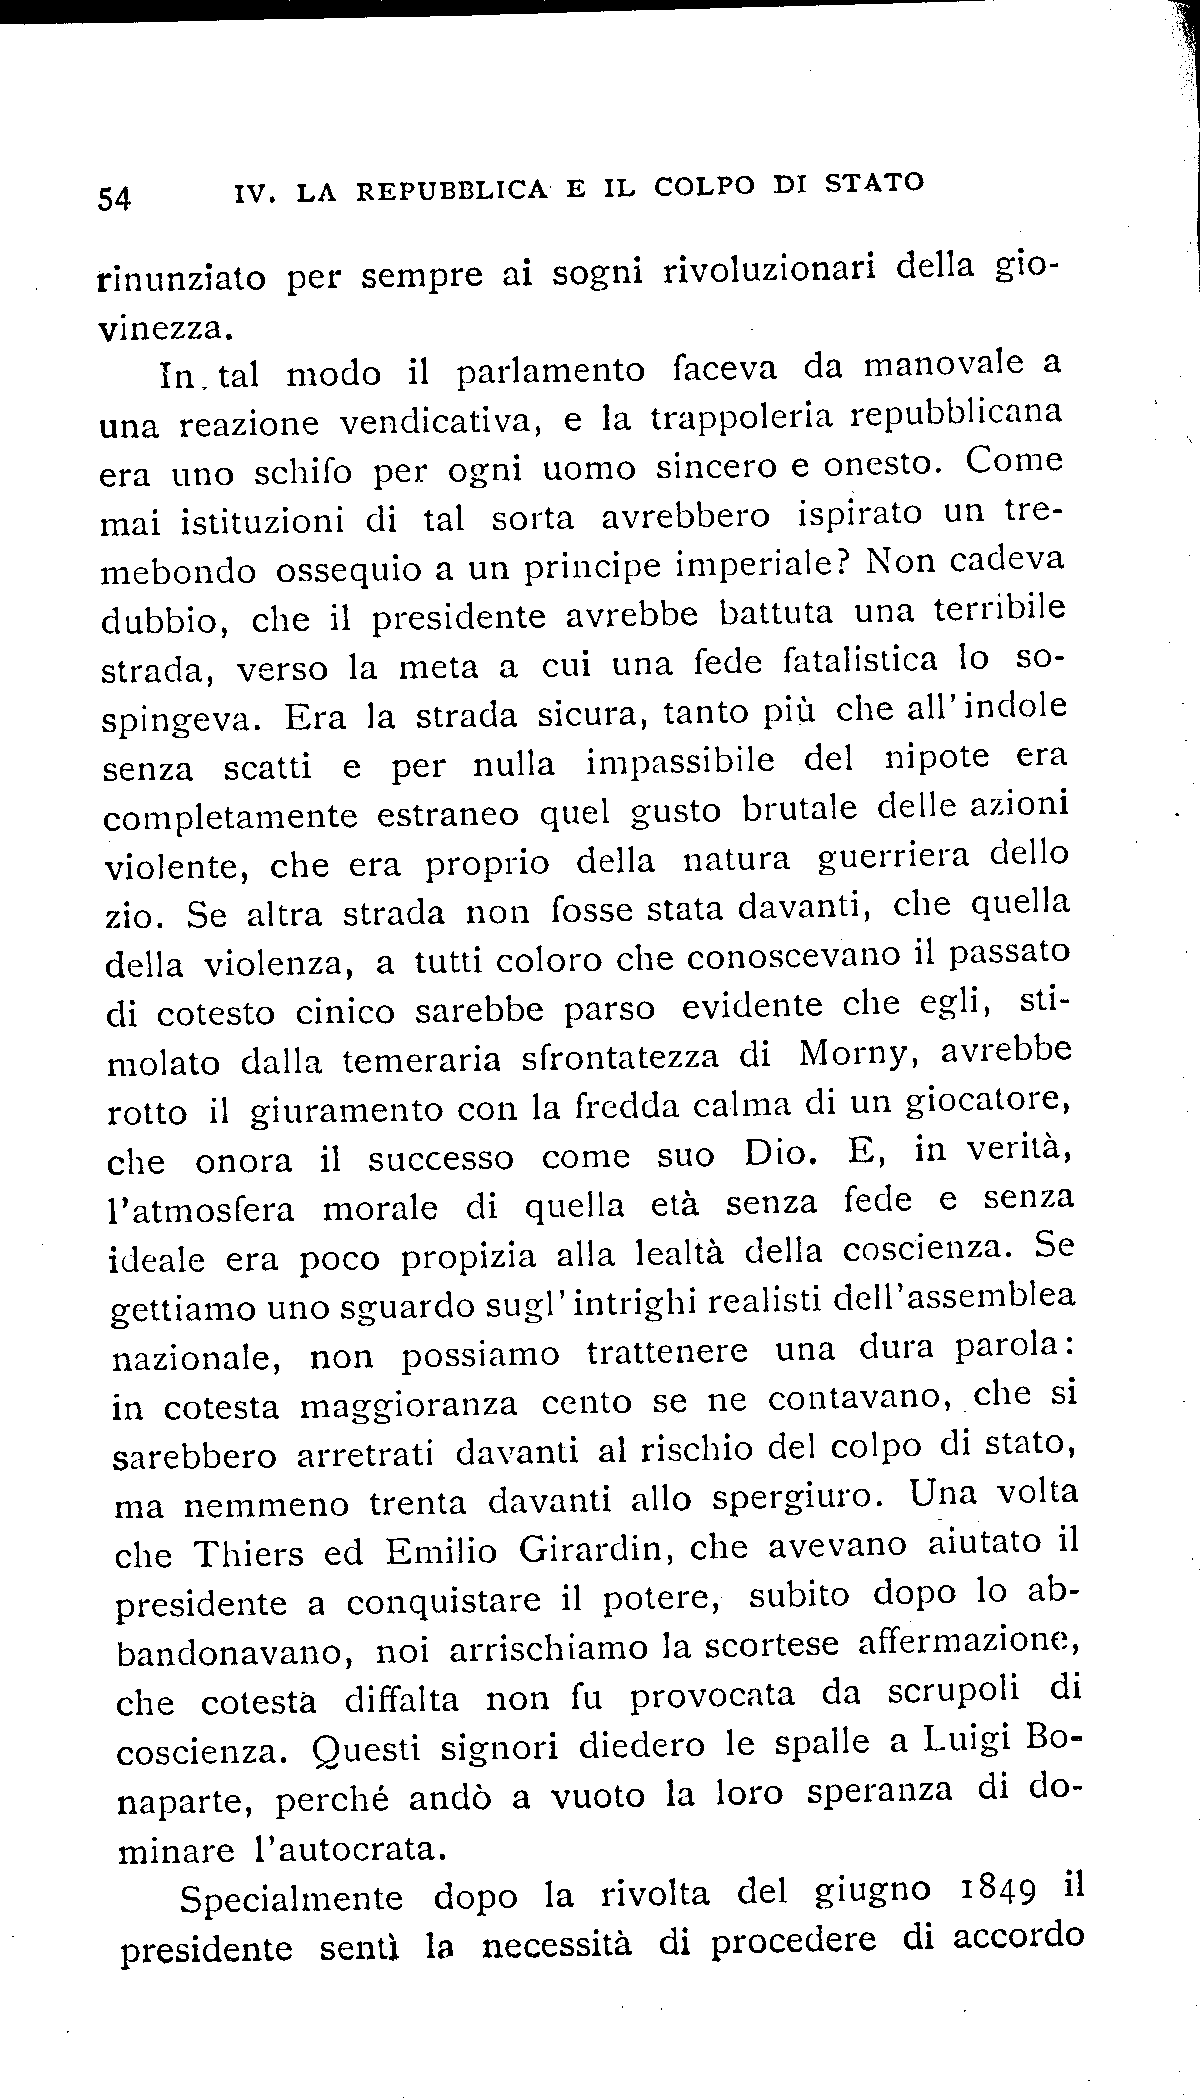 54 IV. LA REPUBBLICA E IL COLPO DI STATO
rinunziato per sempre ai sogni rivoluzionari della gio-
vinezza.
In tal modo il parlamento faceva da manovale a
una reazione vendicativa, e la trappoleria repubblicana
era uno schifo per ogni uomo sincero e onesto. Come
mai istituzioni di tal sorta avrebbero ispirato un tre-
mebondo ossequio a un principe imperiale? Non cadeva
dubbio, che il presidente avrebbe battuta una terribile
strada, verso la meta a cui una fede fatalistica lo so-
spingeva. Era la strada sicura, tanto più che all'indole
senza scatti e per nulla impassibile del nipote era
completamente estraneo quel gusto brutale delle azioni
violente, che era proprio della natura guerriera dello
zio. Se altra strada non fosse stata davanti, che quella
della violenza, a tutti coloro che conoscevano il passato
di cotesto cinico sarebbe parso evidente che egli, sti-
molato dalla temeraria sfrontatezza di Morny, avrebbe
rotto il giuramento con la fredda calma di un giocatore,
che onora il successo come suo Dio. E, in verità,
l'atmosfera morale di quella età senza fede e senza
ideale era poco propizia alla lealtà della coscienza. Se
gettiamo uno sguardo sugl'intrighi realisti dell'assemblea
nazionale, non possiamo trattenere una dura parola:
in cotesta maggioranza cento se ne contavano, che si
sarebbero arretrati davanti al rischio del colpo di stato,
ma nemmeno trenta davanti allo spergiuro. Una volta
che Thiers ed Emilio Girardin, che avevano aiutato il
presidente a conquistare il potere, subito dopo lo ab-
bandonavano, noi arrischiamo la scortese affermazione,
che cotesta diffalta non fu provocata da scrupoli di
coscienza. Questi signori diedero le spalle a Luigi Bo-
naparte, perché andò a vuoto la loro speranza di do-
minare l'autocrata.
Specialmente dopo la rivolta del giugno 1849 il
presidente sentì la necessità di procedere di accordo